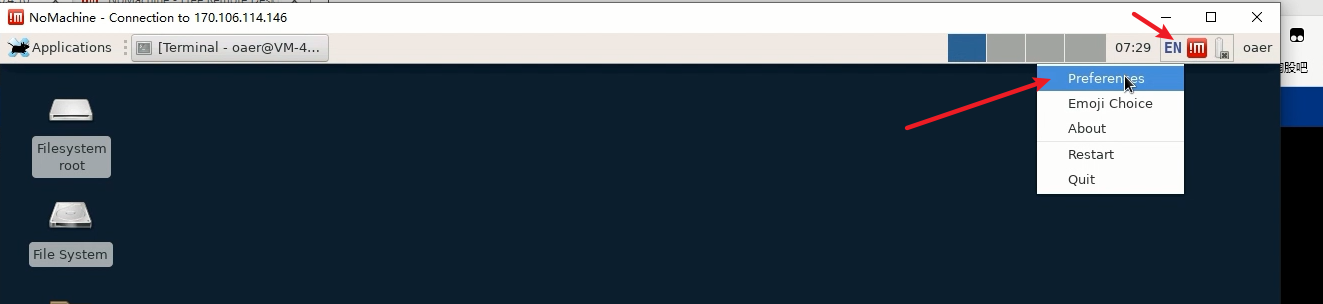 NoMachine - Connection to 170.106.114.146
Applications
[Terminal - oaer@VM-4...
07:29
EN
!M
oaer
股吧
Preferences
Emoji Choice
About
Restart
Quit
Filesystem
root
File System